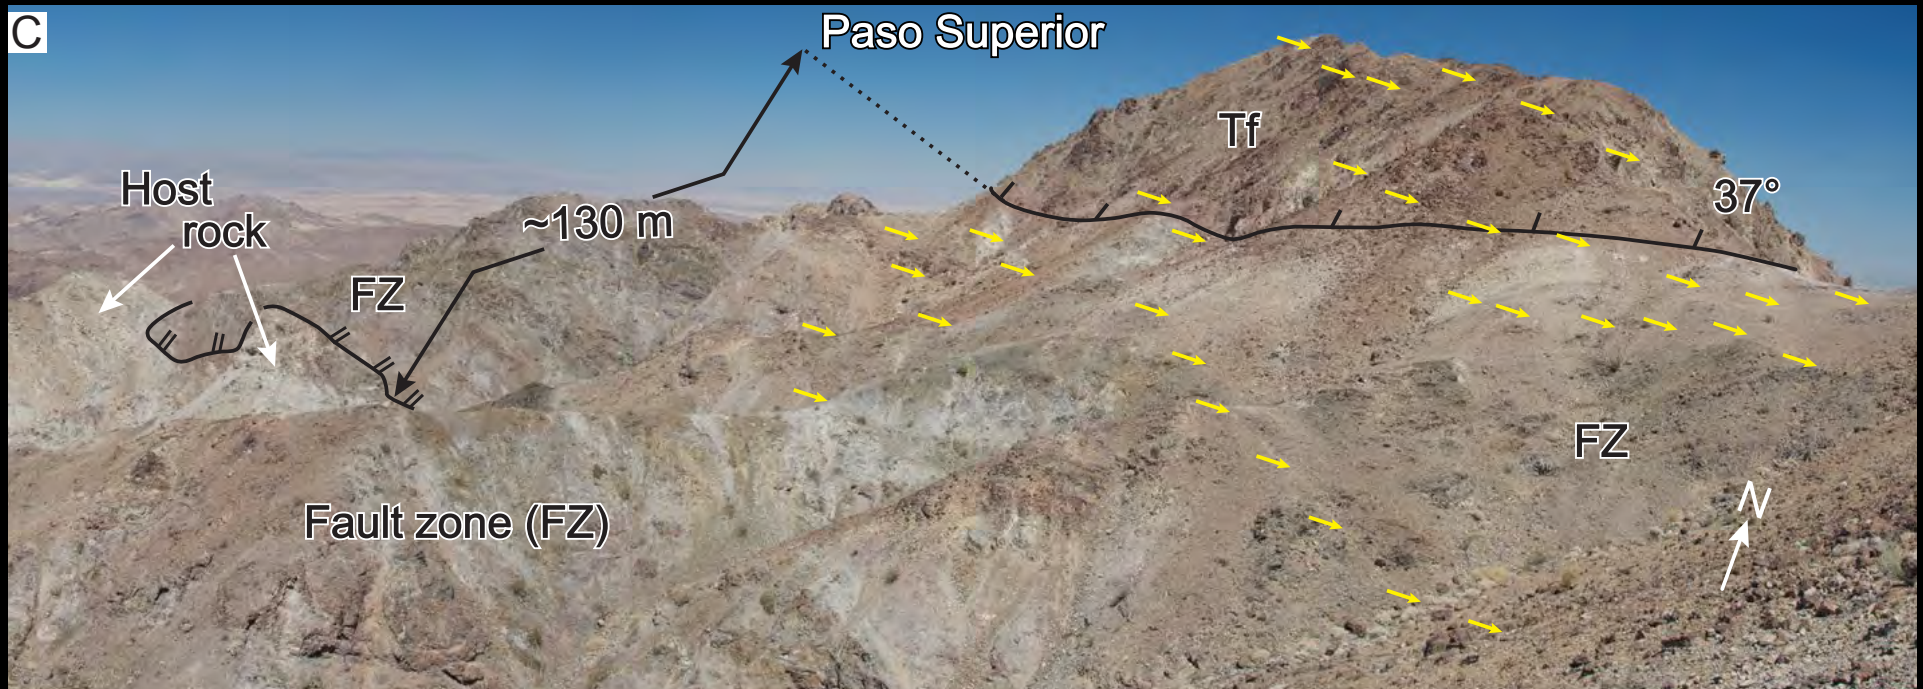 C
Paso Superior
Tf
Host
rock
37°
~130 m
FZ
FZ
N
Fault zone (FZ)